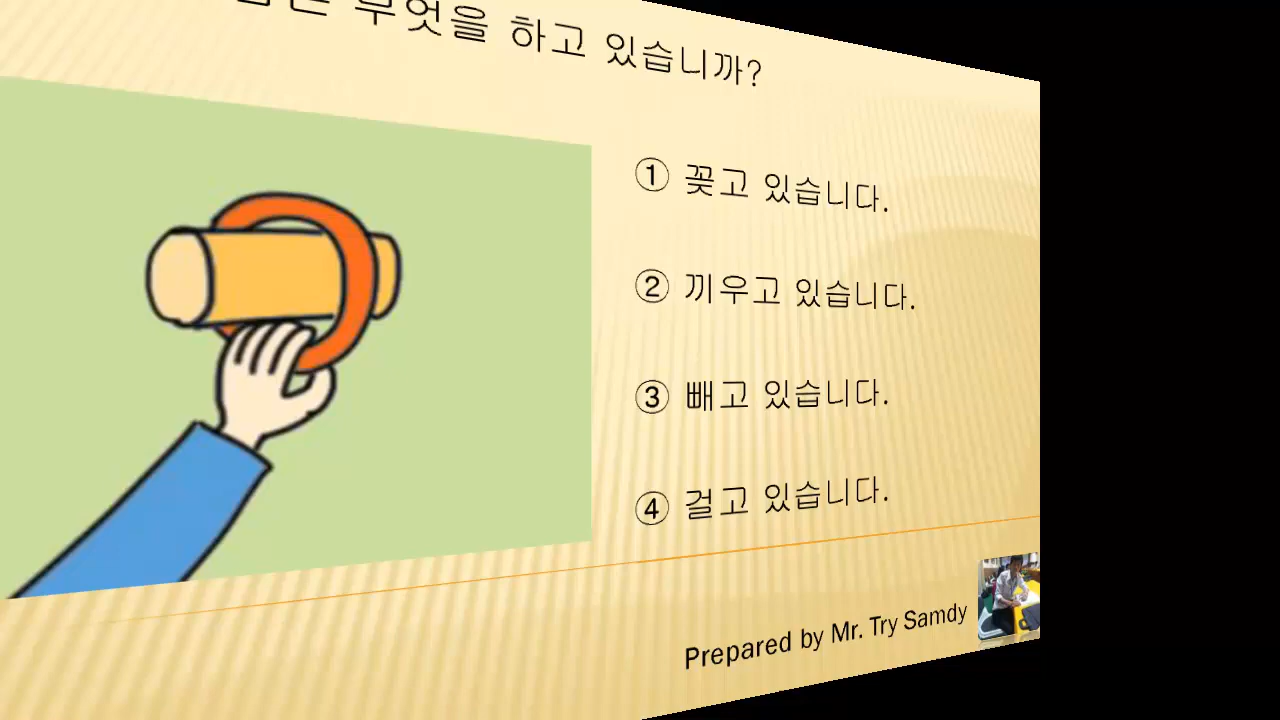 무엇을 하고 있습니까?
① 꽂고 있습니다.
② 끼우고 있습니다.
③ 빼고 있습니다.
④ 걸고 있습니다.
Prepared by Mr. Try Samdy